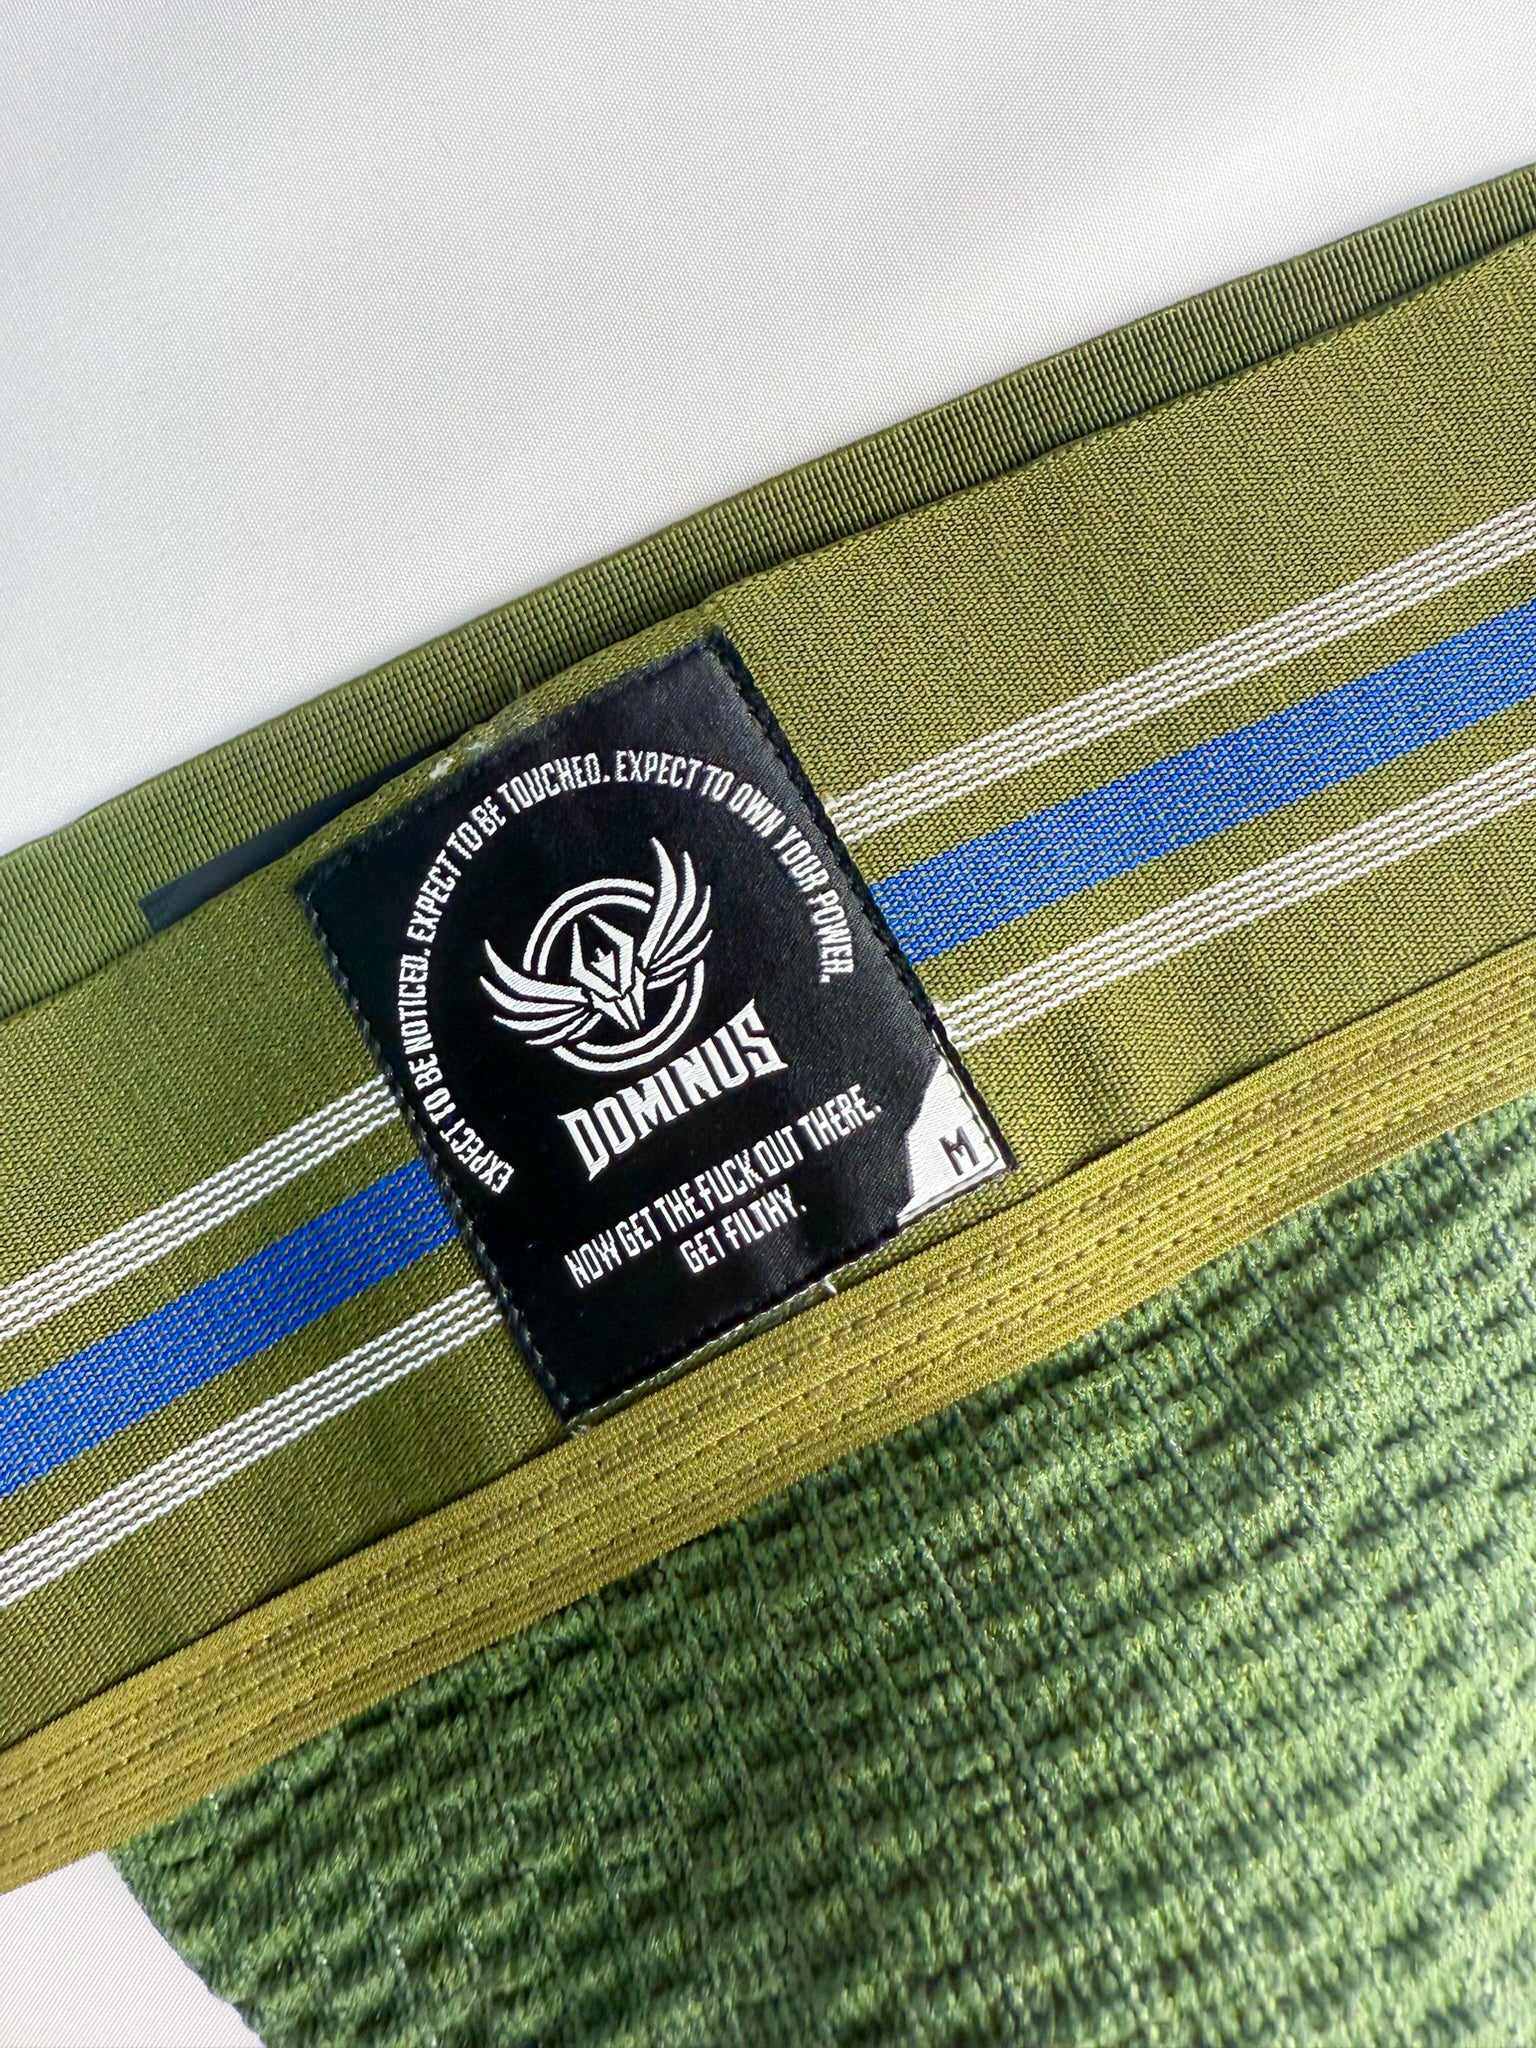 EXPECT TO BE NOTICED. EXPECT TO BE TOUCHED. EXPECT TO OWN YOUR POWER.
DOMINUS
NOW GET THE FUCK OUT THERE.
GET FILTHY.
M